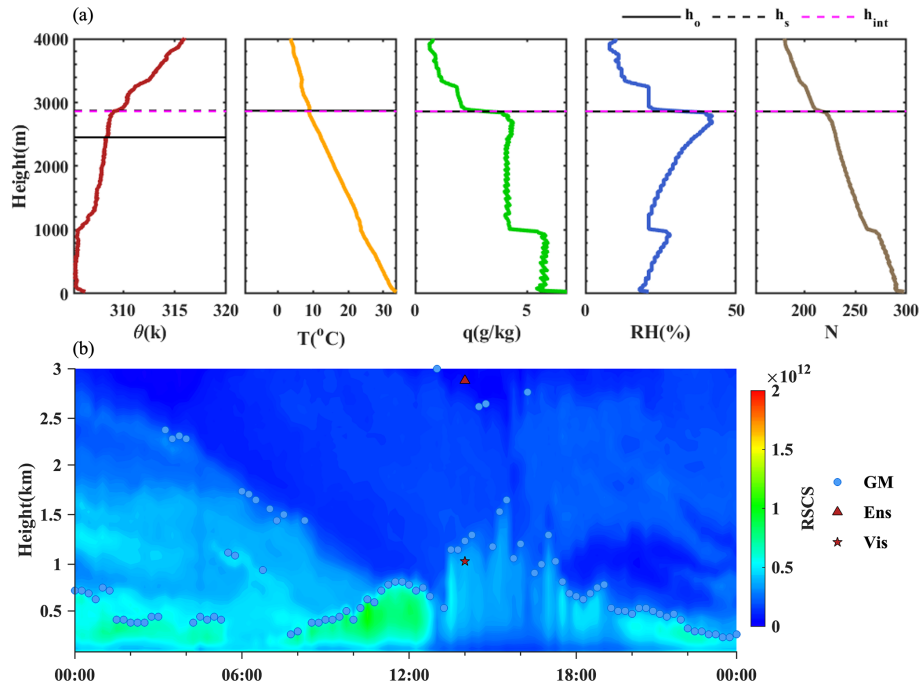 (a)
h_o h_s h_int
4000
3000
2000
1000
0
Height(m)
310 315 320
0 10 20 30
0 5
0 50
200 250 300
θ(k) T(°C) q(g/kg) RH(%) N
(b)
3
2.5
2
1.5
1
0.5
Height(km)
00:00 06:00 12:00 18:00 00:00
×10^12
2
1.5
1
0.5
0
RSCS
GM
Ens
Vis